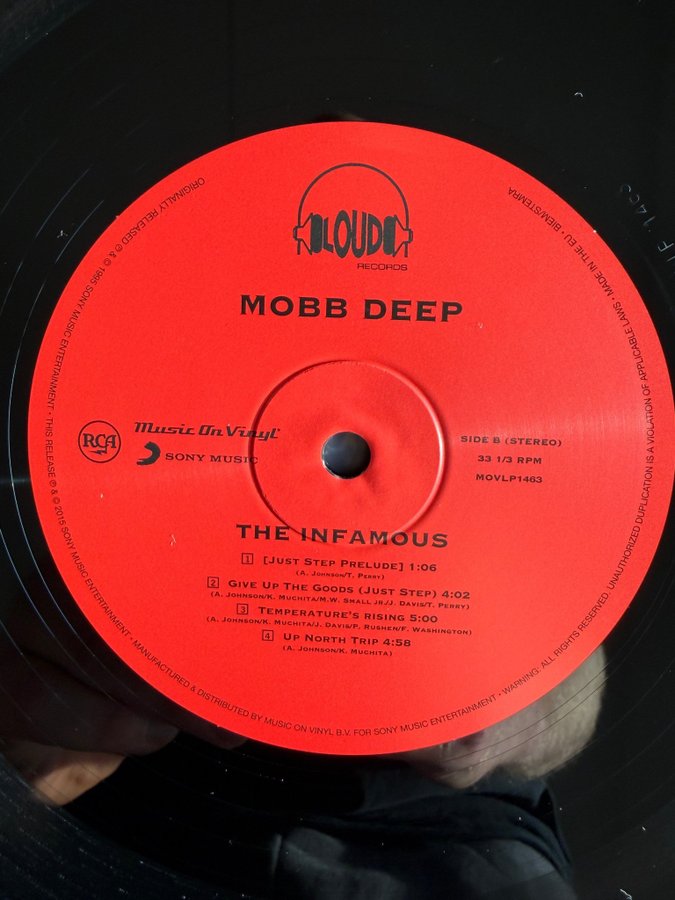 LOUD
RECORDS
MOBB DEEP
RCA
Music On Vinyl
SONY MUSIC
SIDE B (STEREO)
33 1/3 RPM
MOVLP1463
THE INFAMOUS
1 [JUST STEP PRELUDE] 1:06
(A. JOHNSON/T. PERRY)
2 GIVE UP THE GOODS (JUST STEP) 4:02
(A. JOHNSON/K. MUCHITA/M.W. SMALL JR./J. DAVIS/T. PERRY)
3 TEMPERATURE'S RISING 5:00
(A. JOHNSON/K. MUCHITA/J. DAVIS/P. RUSHEN/F. WASHINGTON)
4 UP NORTH TRIP 4:58
(A. JOHNSON/K. MUCHITA)
ORIGINALLY RELEASED ℗ & © 1995 SONY MUSIC ENTERTAINMENT • THIS RELEASE ℗ & © 2015 SONY MUSIC ENTERTAINMENT • MANUFACTURED & DISTRIBUTED BY MUSIC ON VINYL B.V. FOR SONY MUSIC ENTERTAINMENT • WARNING: ALL RIGHTS RESERVED. UNAUTHORIZED DUPLICATION IS A VIOLATION OF APPLICABLE LAWS • MADE IN THE EU • BIEM/STEMRA